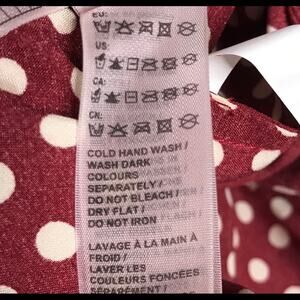 EU:
US:
CA:
CN:
COLD HAND WASH /
WASH DARK
COLOURS
SEPARATELY /
DO NOT BLEACH /
DRY FLAT /
DO NOT IRON
LAVAGE À LA MAIN À
FROID /
LAVER LES
COULEURS FONCÉES
SÉPARÉMENT /